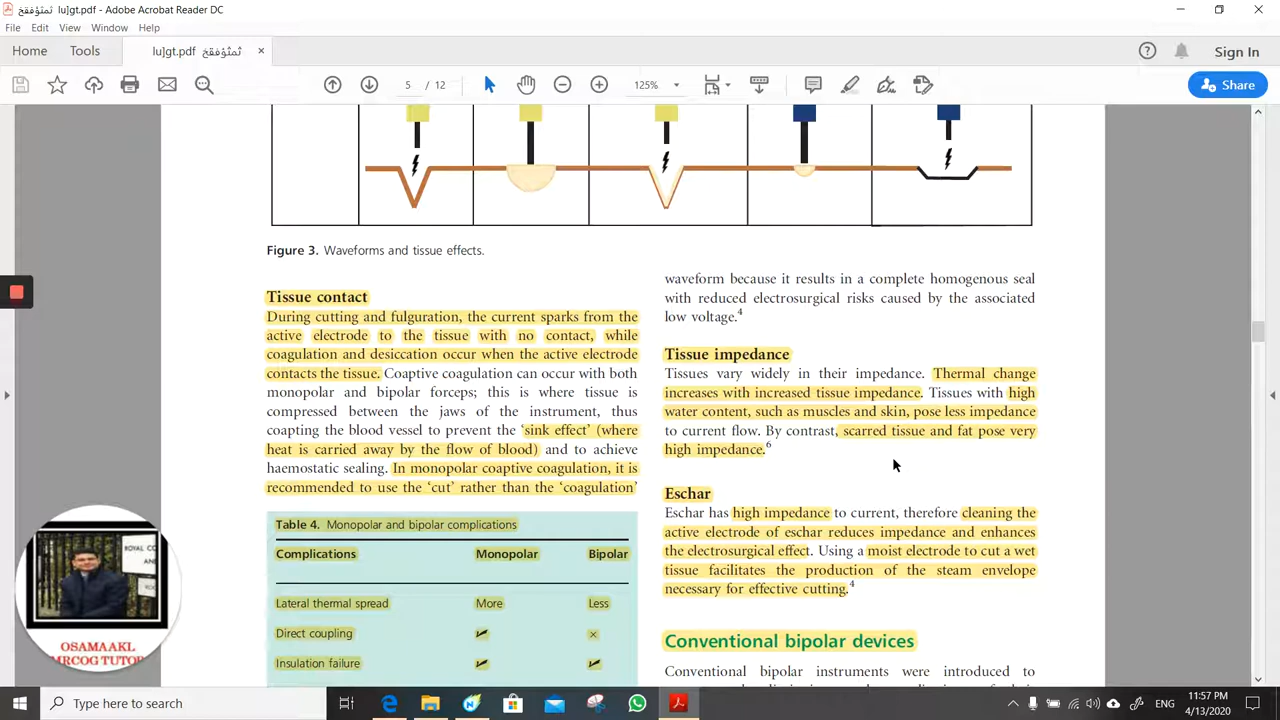 ثمثؤفقخ lu]gt.pdf - Adobe Acrobat Reader DC
File Edit View Window Help
Home Tools lu]gt.pdf ثمثؤفقخ × Sign In
5 / 12 125% Share
Figure 3. Waveforms and tissue effects.
Tissue contact
During cutting and fulguration, the current sparks from the
active electrode to the tissue with no contact, while
coagulation and desiccation occur when the active electrode
contacts the tissue. Coaptive coagulation can occur with both
monopolar and bipolar forceps; this is where tissue is
compressed between the jaws of the instrument, thus
coapting the blood vessel to prevent the ‘sink effect’ (where
heat is carried away by the flow of blood) and to achieve
haemostatic sealing. In monopolar coaptive coagulation, it is
recommended to use the ‘cut’ rather than the ‘coagulation’
Table 4. Monopolar and bipolar complications
Complications Monopolar Bipolar
Lateral thermal spread More Less
Direct coupling ✓ ×
Insulation failure ✓ ✓
waveform because it results in a complete homogenous seal
with reduced electrosurgical risks caused by the associated
low voltage.4
Tissue impedance
Tissues vary widely in their impedance. Thermal change
increases with increased tissue impedance. Tissues with high
water content, such as muscles and skin, pose less impedance
to current flow. By contrast, scarred tissue and fat pose very
high impedance.6
Eschar
Eschar has high impedance to current, therefore cleaning the
active electrode of eschar reduces impedance and enhances
the electrosurgical effect. Using a moist electrode to cut a wet
tissue facilitates the production of the steam envelope
necessary for effective cutting.4
Conventional bipolar devices
Conventional bipolar instruments were introduced to
ROYAL CO
AN
OSAMAAKL
MRCOG TUTOR
Type here to search
ENG
11:57 PM
4/13/2020